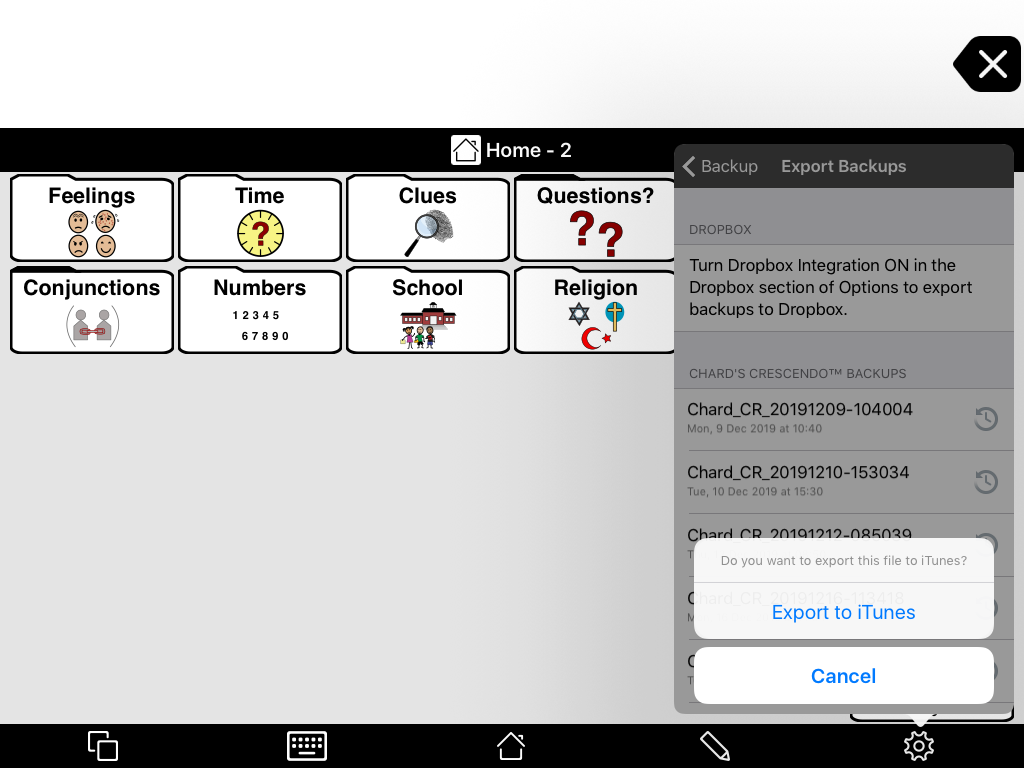 Home - 2
Feelings
Time
Clues
Questions?
?
??
Conjunctions
Numbers
School
Religion
1 2 3 4 5
6 7 8 9 0
Backup
Export Backups
DROPBOX
Turn Dropbox Integration ON in the
Dropbox section of Options to export
backups to Dropbox.
CHARD'S CRESCENDO™ BACKUPS
Chard_CR_20191209-104004
Mon, 9 Dec 2019 at 10:40
Chard_CR_20191210-153034
Tue, 10 Dec 2019 at 15:30
Chard_CR_20191212-085039
Chard_CR_20191216-113418
Do you want to export this file to iTunes?
Export to iTunes
Cancel